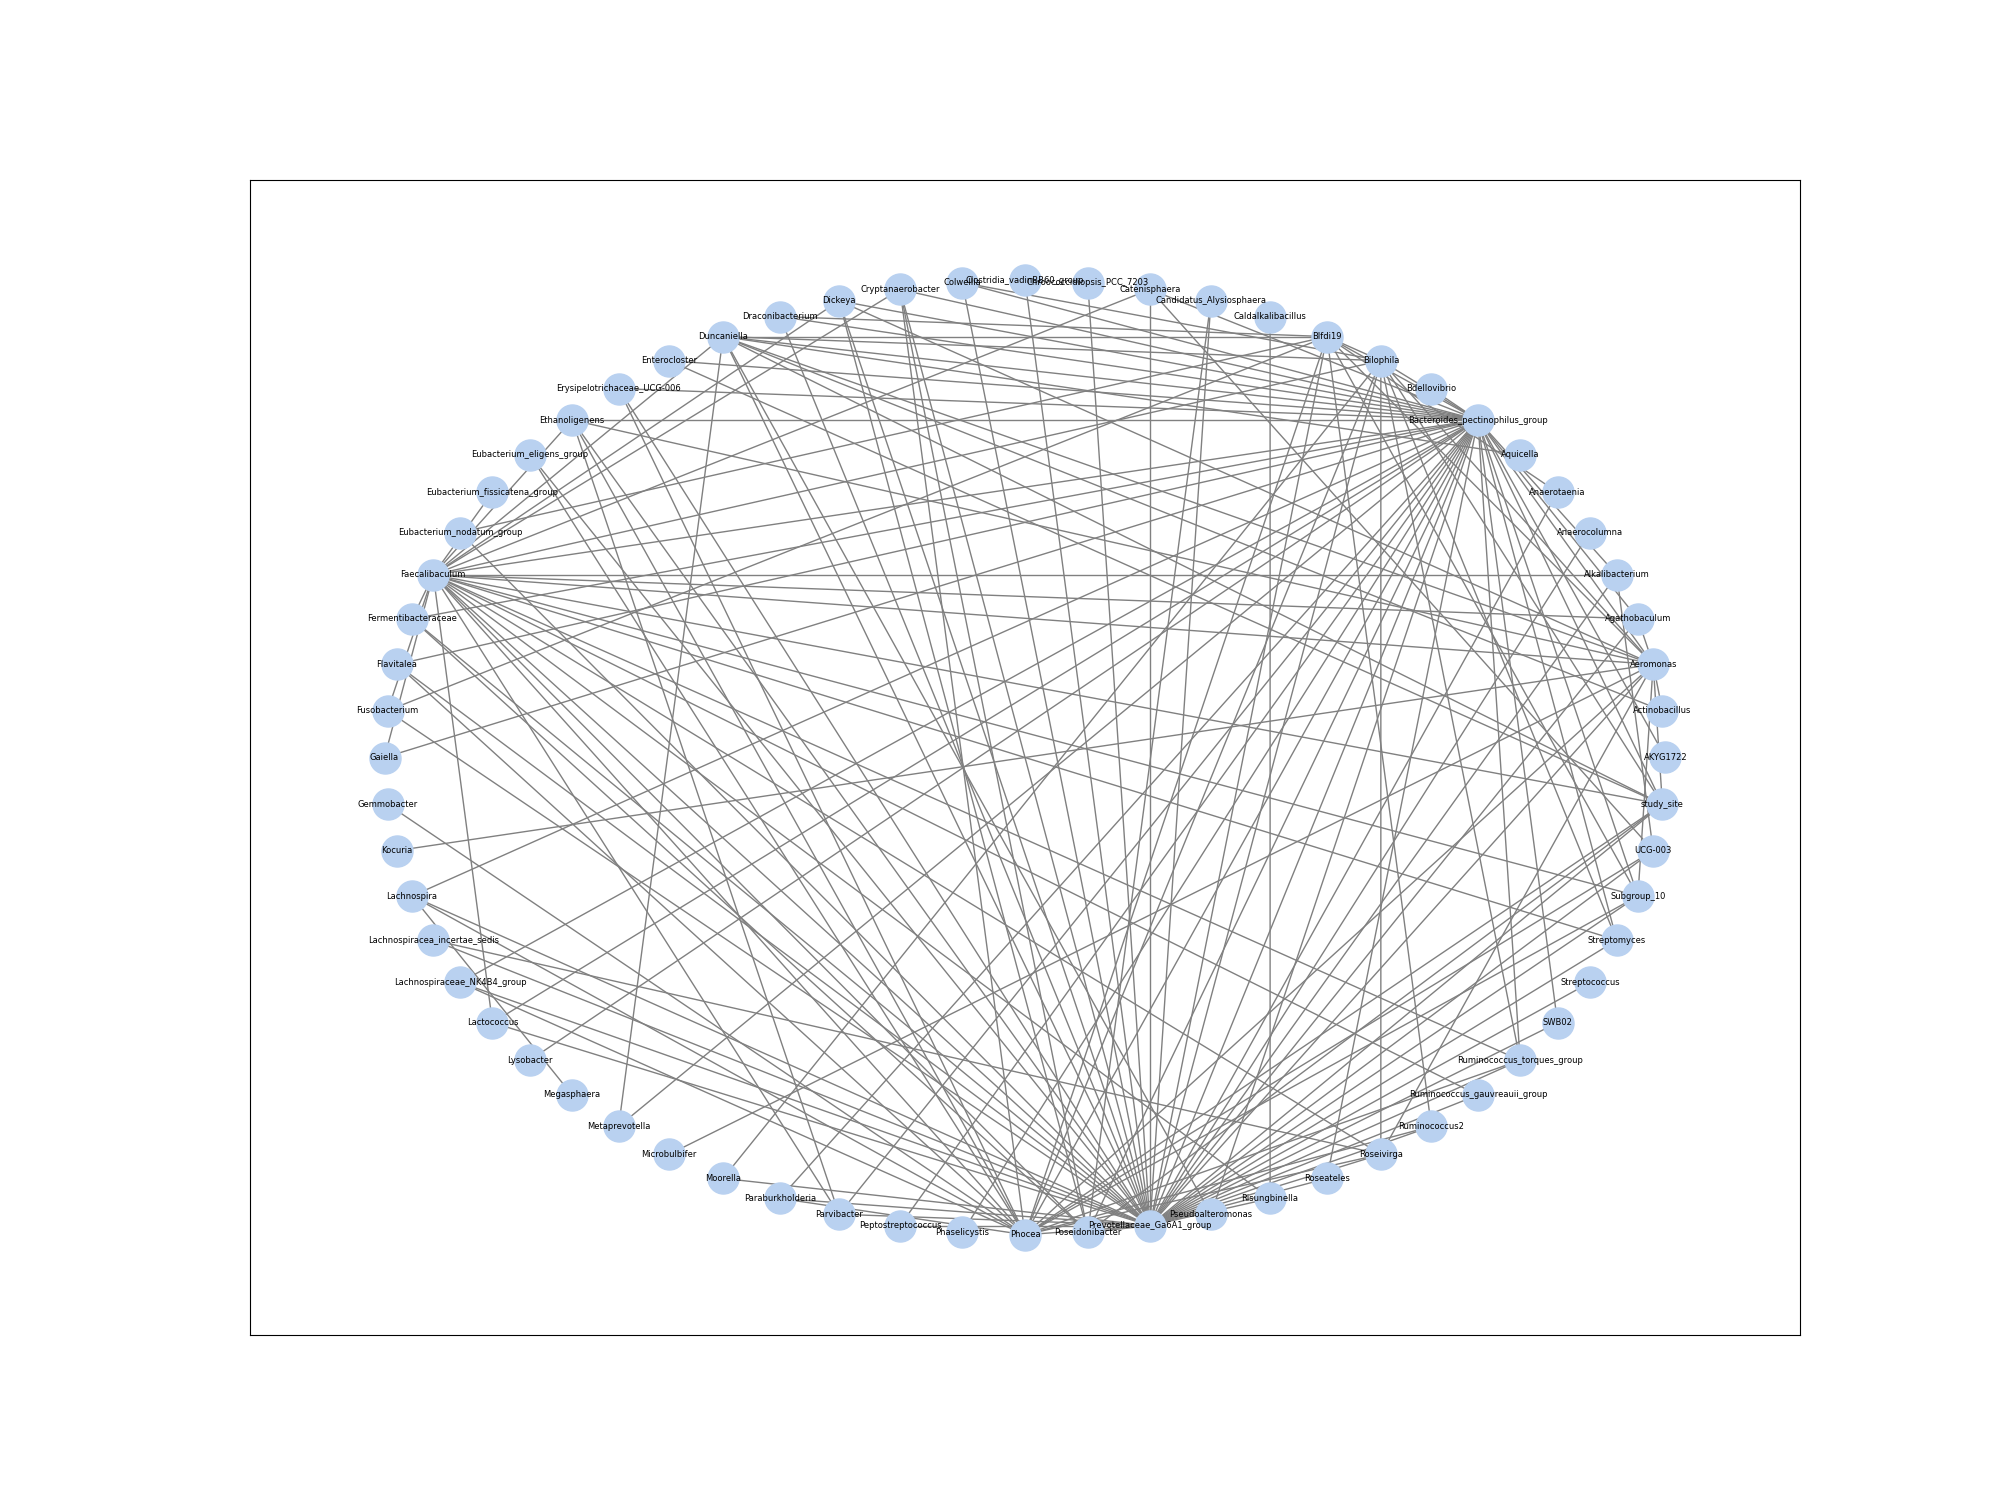 Clostridia_vadinBB60_group
Colwellia
Chroococcidiopsis_PCC_7203
Cryptanaerobacter
Catenisphaera
Dickeya
Candidatus_Alysiosphaera
Draconibacterium
Caldalkalibacillus
Duncaniella
Blfdi19
Enterocloster
Bilophila
Erysipelotrichaceae_UCG-006
Bdellovibrio
Ethanoligenens
Bacteroides_pectinophilus_group
Eubacterium_eligens_group
Aquicella
Eubacterium_fissicatena_group
Anaerotaenia
Eubacterium_nodatum_group
Anaerocolumna
Faecalibaculum
Alkalibacterium
Fermentibacteraceae
Agathobaculum
Flavitalea
Aeromonas
Fusobacterium
Actinobacillus
Gaiella
AKYG1722
Gemmobacter
study_site
Kocuria
UCG-003
Lachnospira
Subgroup_10
Lachnospiracea_incertae_sedis
Streptomyces
Lachnospiraceae_NK4B4_group
Streptococcus
Lactococcus
SWB02
Lysobacter
Ruminococcus_torques_group
Megasphaera
Ruminococcus_gauvreauii_group
Metaprevotella
Ruminococcus2
Microbulbifer
Roseivirga
Moorella
Roseateles
Paraburkholderia
Risungbinella
Parvibacter
Pseudoalteromonas
Peptostreptococcus
Prevotellaceae_Ga6A1_group
Phaselicystis
Poseidonibacter
Phocea